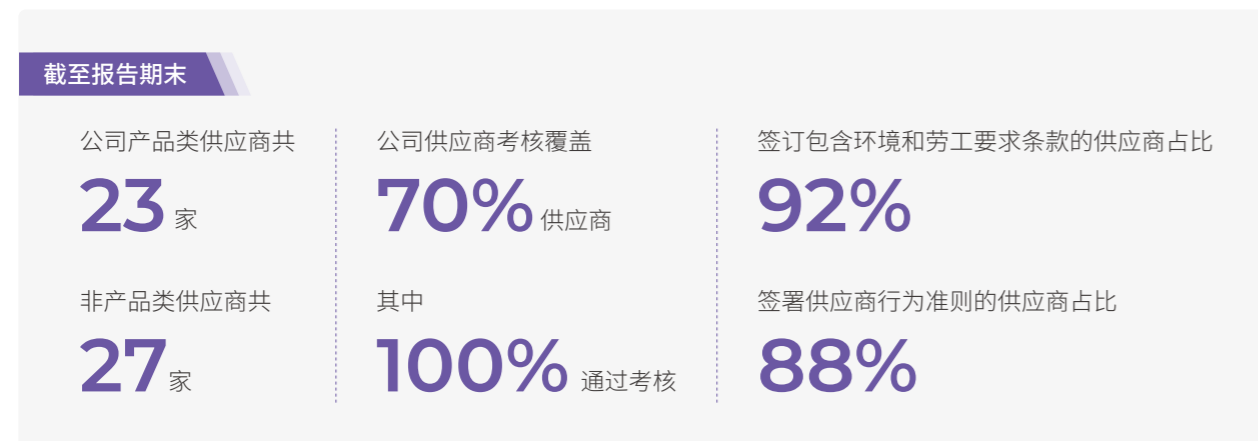 截至报告期末
公司产品类供应商共
23 家
非产品类供应商共
27 家
公司供应商考核覆盖
70% 供应商
其中
100% 通过考核
签订包含环境和劳工要求条款的供应商占比
92%
签署供应商行为准则的供应商占比
88%